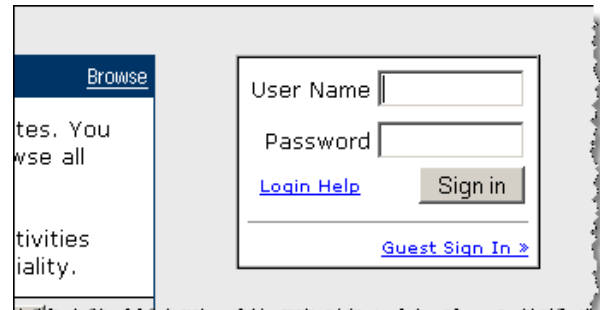 Browse
tes. You
wse all
tivities
iality.
User Name
Password
Login Help
Sign in
Guest Sign In »